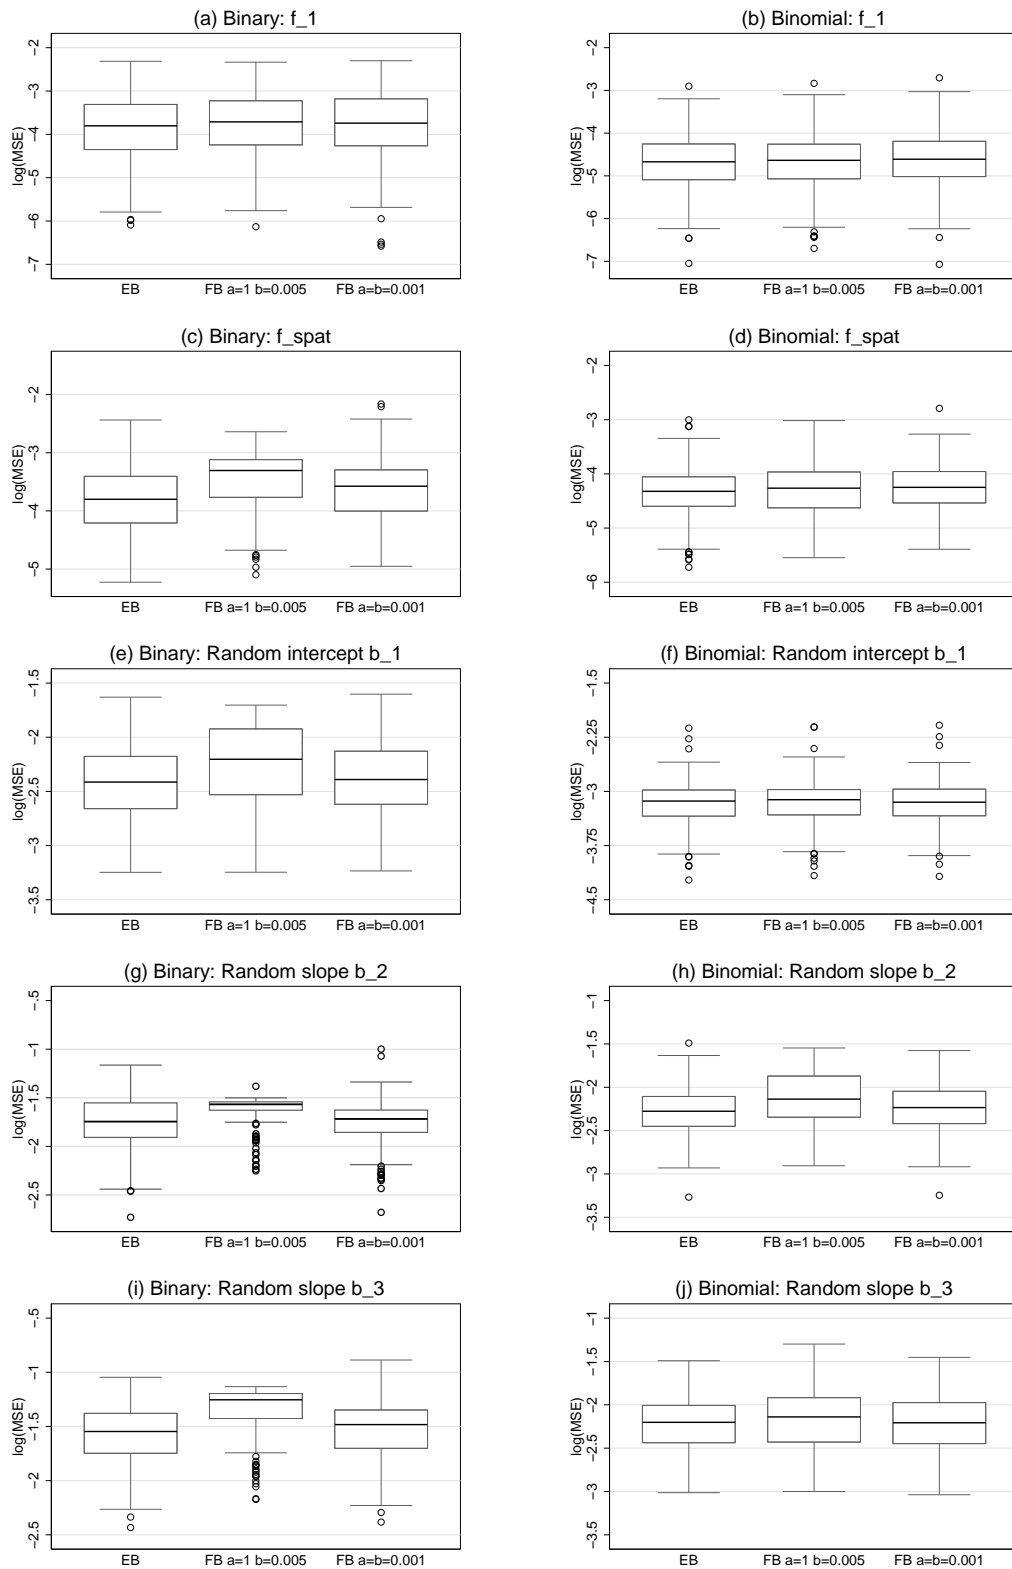 (a) Binary: f_1
log(MSE)
−2
−3
−4
−5
−6
−7
EB
FB a=1 b=0.005
FB a=b=0.001
(b) Binomial: f_1
log(MSE)
−2
−3
−4
−5
−6
−7
EB
FB a=1 b=0.005
FB a=b=0.001
(c) Binary: f_spat
log(MSE)
−2
−3
−4
−5
EB
FB a=1 b=0.005
FB a=b=0.001
(d) Binomial: f_spat
log(MSE)
−2
−3
−4
−5
−6
EB
FB a=1 b=0.005
FB a=b=0.001
(e) Binary: Random intercept b_1
log(MSE)
−1.5
−2
−2.5
−3
−3.5
EB
FB a=1 b=0.005
FB a=b=0.001
(f) Binomial: Random intercept b_1
log(MSE)
−1.5
−2.25
−3
−3.75
−4.5
EB
FB a=1 b=0.005
FB a=b=0.001
(g) Binary: Random slope b_2
log(MSE)
−.5
−1
−1.5
−2
−2.5
EB
FB a=1 b=0.005
FB a=b=0.001
(h) Binomial: Random slope b_2
log(MSE)
−1
−1.5
−2
−2.5
−3
−3.5
EB
FB a=1 b=0.005
FB a=b=0.001
(i) Binary: Random slope b_3
log(MSE)
−.5
−1
−1.5
−2
−2.5
EB
FB a=1 b=0.005
FB a=b=0.001
(j) Binomial: Random slope b_3
log(MSE)
−1
−1.5
−2
−2.5
−3
−3.5
EB
FB a=1 b=0.005
FB a=b=0.001